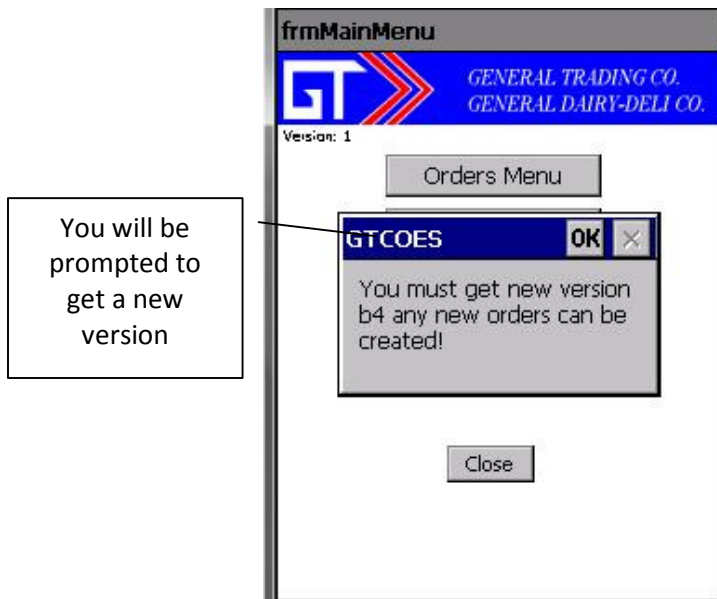 frmMainMenu
GT
GENERAL TRADING CO.
GENERAL DAIRY-DELI CO.
Version: 1
Orders Menu
You will be
prompted to
get a new
version
GTCOES OK
You must get new version
b4 any new orders can be
created!
Close